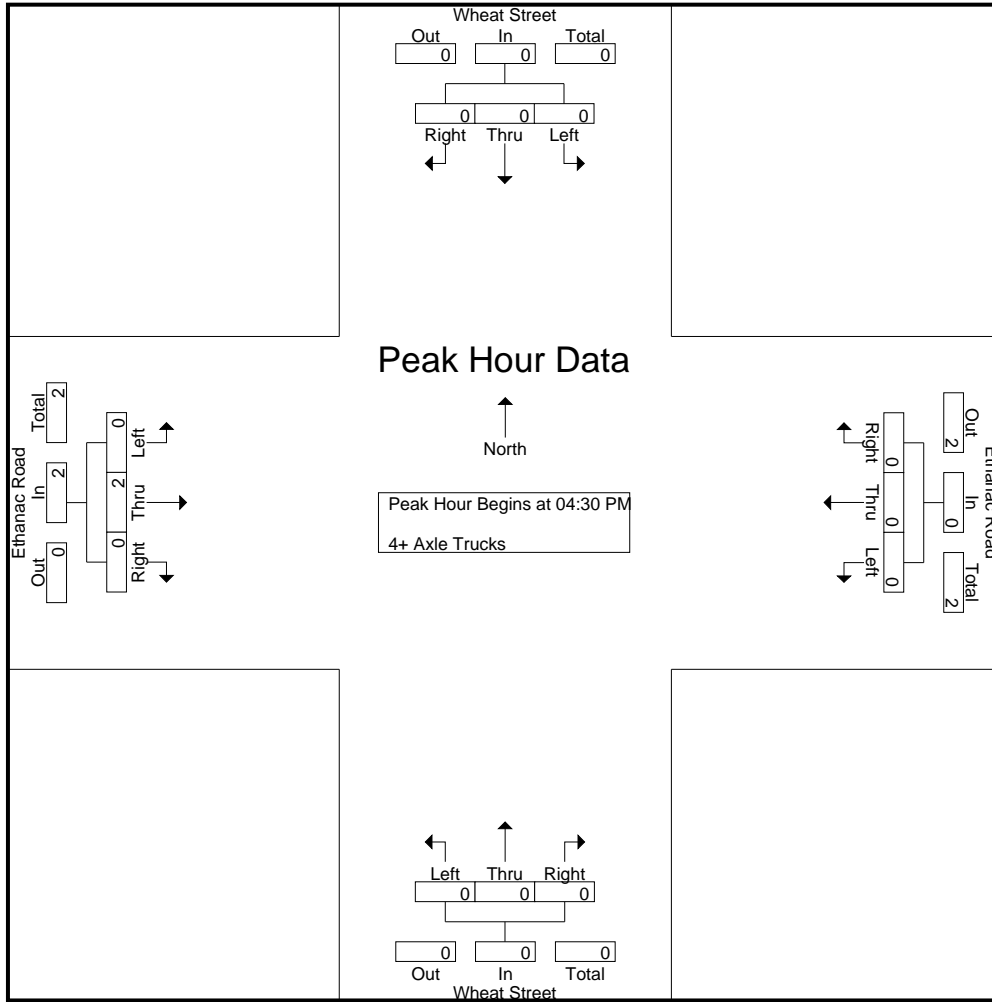 Wheat Street
Out In Total
0 0 0
0 0 0
Right Thru Left
Peak Hour Data
North
Peak Hour Begins at 04:30 PM
4+ Axle Trucks
Ethanac Road
Total In Out
2 2 0
0 2 0
Left Thru Right
Ethanac Road
Out In Total
2 0 2
0 0 0
Right Thru Left
Left Thru Right
0 0 0
0 0 0
Out In Total
Wheat Street